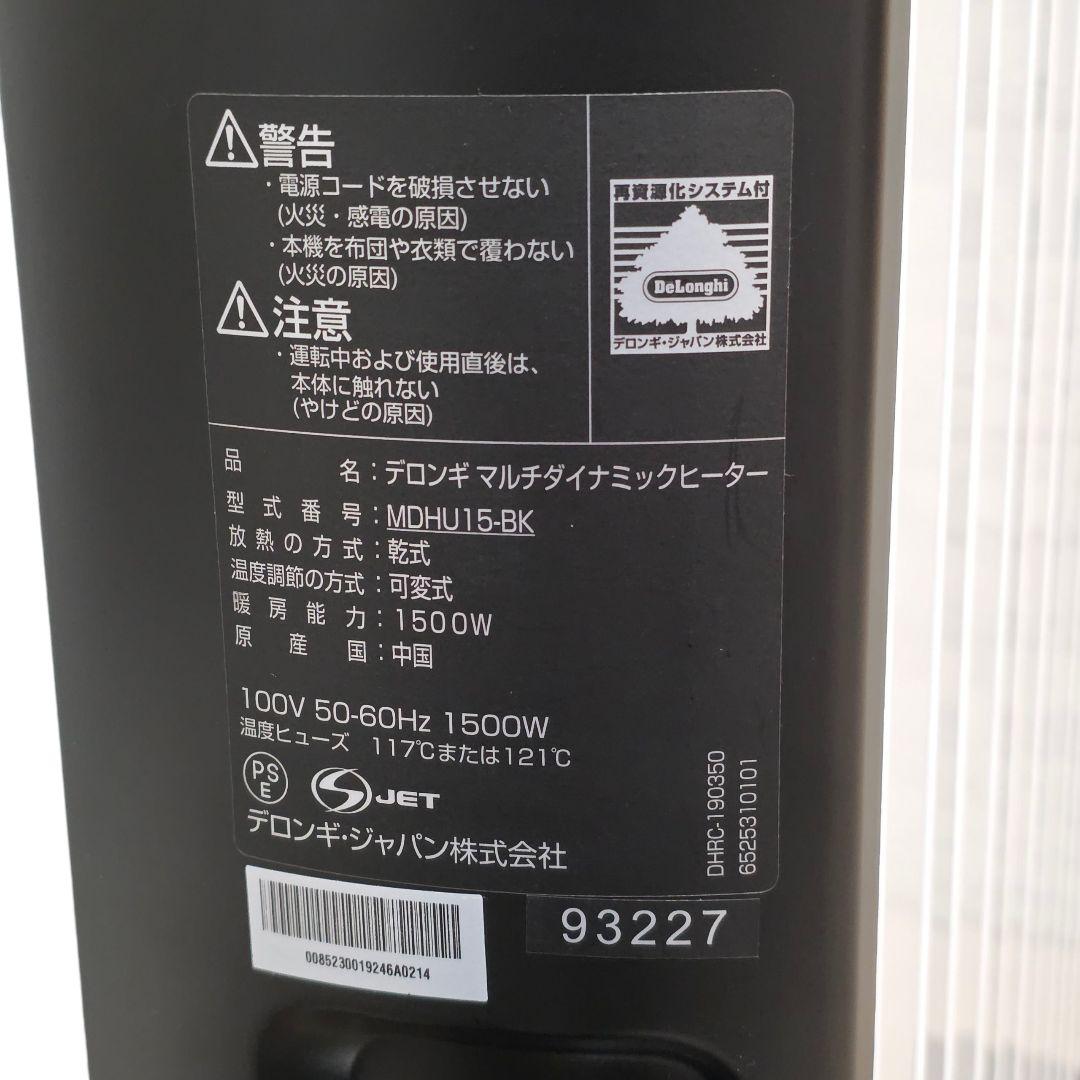 警告
・電源コードを破損させない
(火災・感電の原因)
・本機を布団や衣類で覆わない
(火災の原因)
注意
・運転中および使用直後は、
本体に触れない
(やけどの原因)
再資源化システム付
DeLonghi
デロンギ・ジャパン株式会社
品名：デロンギ マルチダイナミックヒーター
型式番号：MDHU15-BK
放熱の方式：乾式
温度調節の方式：可変式
暖房能力：1500W
原産国：中国
100V 50-60Hz 1500W
温度ヒューズ 117℃または121℃
PS
E
S JET
デロンギ・ジャパン株式会社
DHRC-190350
6525310101
0085230019246A0214
93227